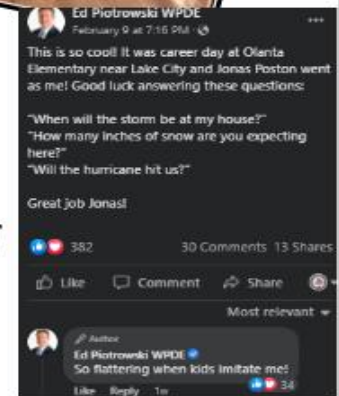 Ed Piotrowski WPDE
February 9 at 7:16 PM ·
This is so cool! It was career day at Olanta
Elementary near Lake City and Jonas Poston went
as me! Good luck answering these questions:
"When will the storm be at my house?"
"How many inches of snow are you expecting
here?"
"Will the hurricane hit us?"
Great job Jonas!
382 30 Comments 13 Shares
Like Comment Share
Most relevant
Author
Ed Piotrowski WPDE
So flattering when kids imitate me!
Like Reply 1w 34